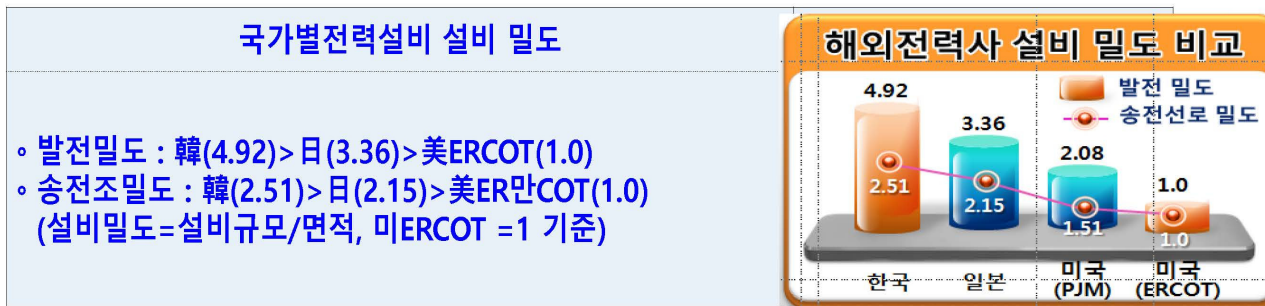 국가별전력설비 설비 밀도
◦ 발전밀도 : 韓(4.92)>日(3.36)>美ERCOT(1.0)
◦ 송전조밀도 : 韓(2.51)>日(2.15)>美ER만COT(1.0)
(설비밀도=설비규모/면적, 미ERCOT =1 기준)
해외전력사 설비 밀도 비교
발전 밀도
송전선로 밀도
4.92
3.36
2.08
1.0
2.51
2.15
1.51
1.0
한국
일본
미국
(PJM)
미국
(ERCOT)